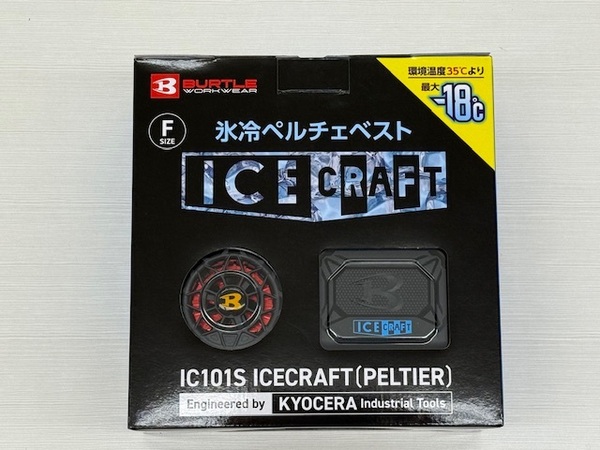 BURTLE
WORKWEAR
環境温度35℃より
最大
-18℃
F
SIZE
氷冷ペルチェベスト
ICE CRAFT
B
B
ICE CRAFT
IC101S ICECRAFT(PELTIER)
Engineered by KYOCERA Industrial Tools